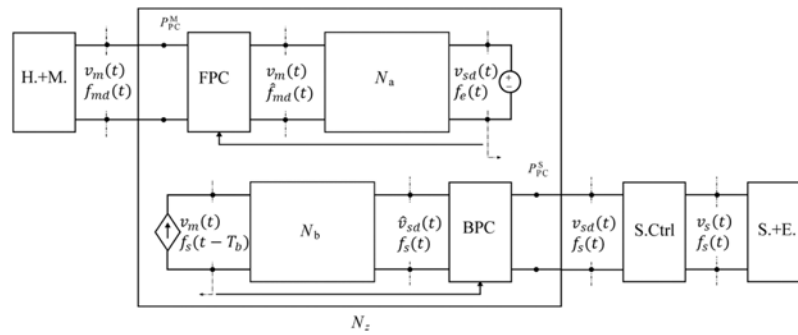 P_PC^M
H.+M.
v_m(t)
f_md(t)
FPC
v_m(t)
f̂_md(t)
N_a
v_sd(t)
f_e(t)
+
−
P_PC^S
v_m(t)
f_s(t − T_b)
N_b
v̂_sd(t)
f_s(t)
BPC
v_sd(t)
f_s(t)
S.Ctrl
v_s(t)
f_s(t)
S.+E.
N_z